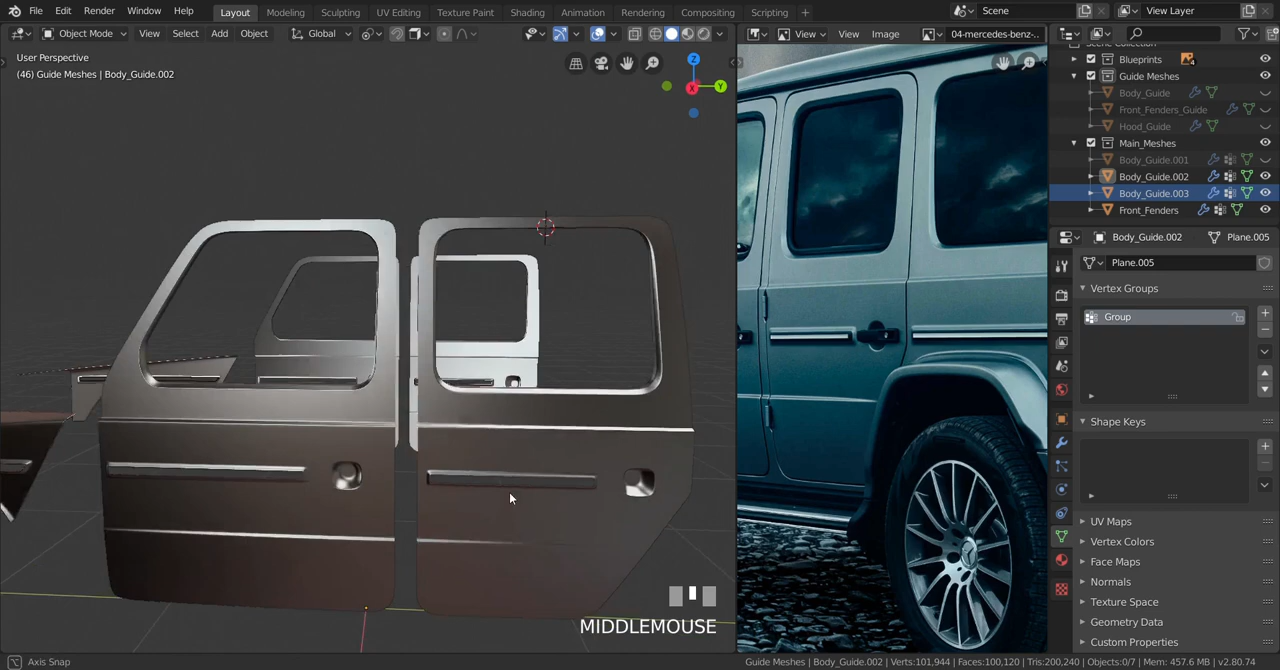 File Edit Render Window Help Layout Modeling Sculpting UV Editing Texture Paint Shading Animation Rendering Compositing Scripting + Scene View Layer
Object Mode View Select Add Object Global View View Image 04-mercedes-benz-..
User Perspective
(46) Guide Meshes | Body_Guide.002
Z
Y
X
Blueprints 4
Guide Meshes
Body_Guide
Front_Fenders_Guide
Hood_Guide
Main_Meshes
Body_Guide.001
Body_Guide.002
Body_Guide.003
Front_Fenders
Body_Guide.002 Plane.005
Plane.005
Vertex Groups
Group
Shape Keys
UV Maps
Vertex Colors
Face Maps
Normals
Texture Space
Geometry Data
Custom Properties
MIDDLEMOUSE
Axis Snap
Guide Meshes | Body_Guide.002 | Verts:101,944 | Faces:100,120 | Tris:200,240 | Objects:0/7 | Mem: 457.6 MB | v2.80.74